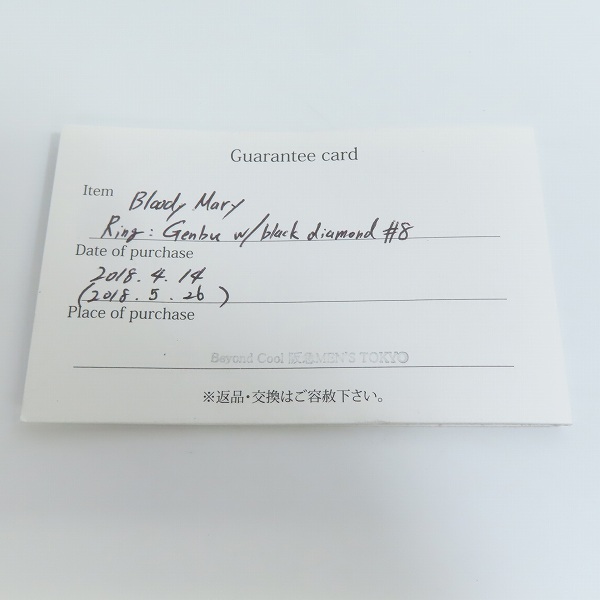 Guarantee card
Item Bloody Mary
Ring: Genbu w/black diamond #8
Date of purchase
2018. 4. 14
(2018. 5. 26)
Place of purchase
Beyond Cool 阪急MEN'S TOKYO
※返品・交換はご容赦下さい。